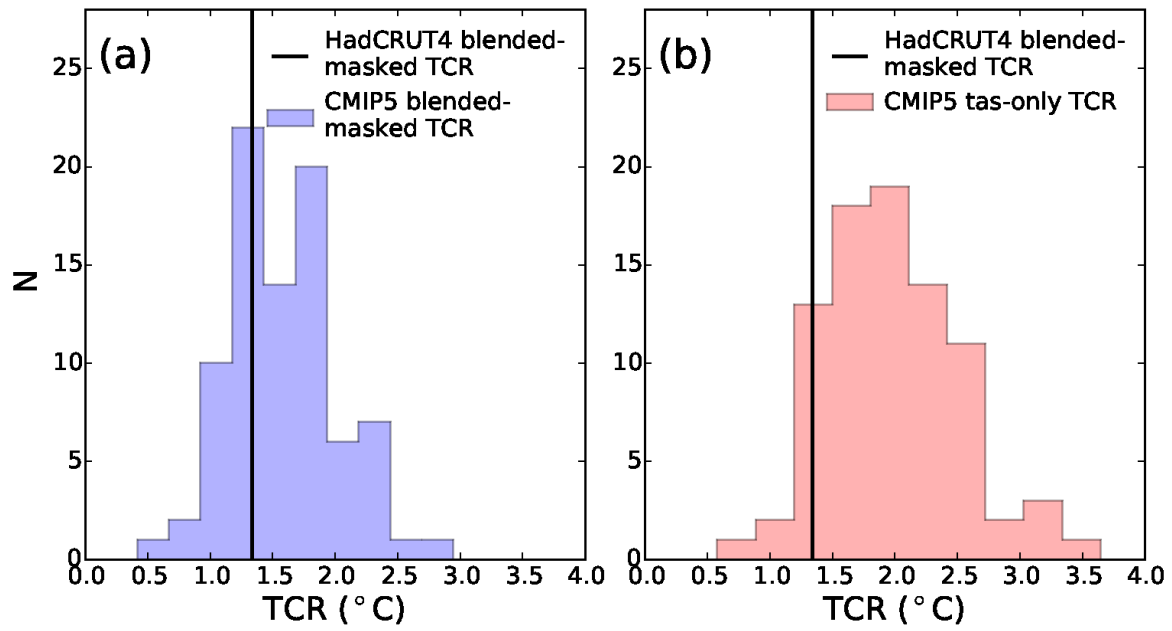 (a)
HadCRUT4 blended-
masked TCR
CMIP5 blended-
masked TCR
25
20
15
10
5
0
N
0.0 0.5 1.0 1.5 2.0 2.5 3.0 3.5 4.0
TCR (°C)
(b)
HadCRUT4 blended-
masked TCR
CMIP5 tas-only TCR
25
20
15
10
5
0
0.0 0.5 1.0 1.5 2.0 2.5 3.0 3.5 4.0
TCR (°C)